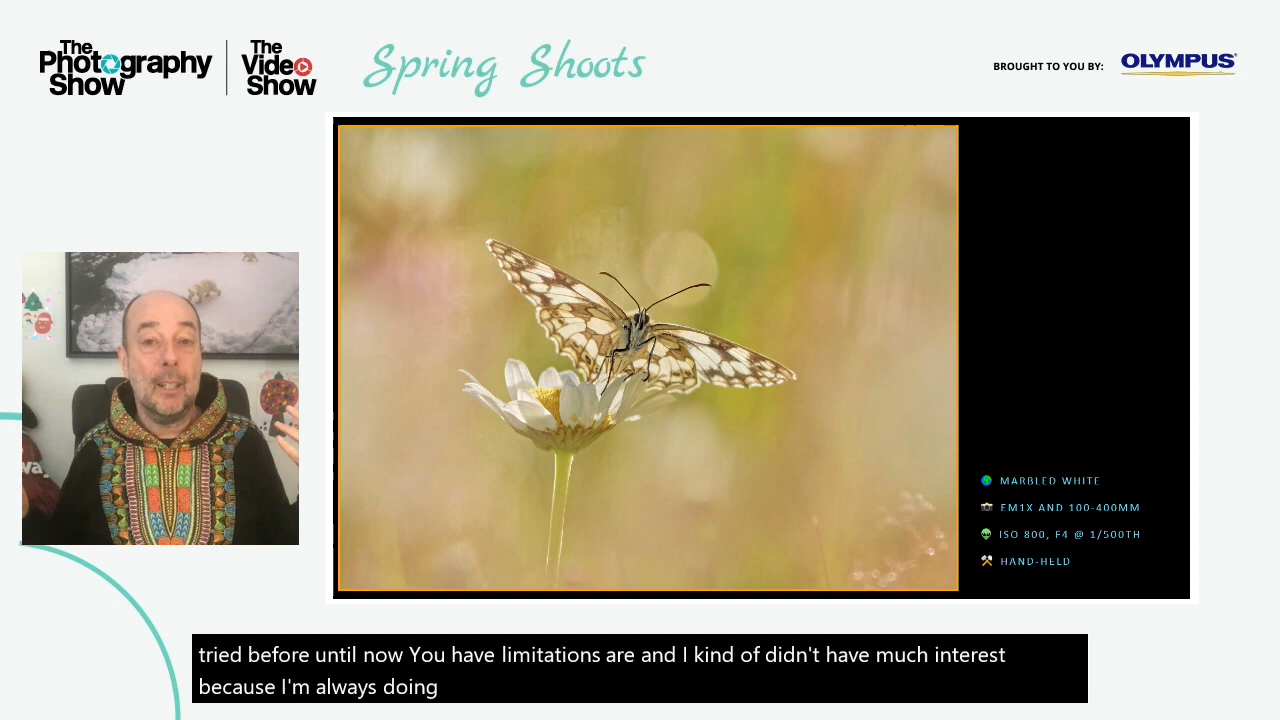 The Photography Show
The Video Show
Spring Shoots
BROUGHT TO YOU BY:
OLYMPUS
MARBLED WHITE
EM1X AND 100-400MM
ISO 800, F4 @ 1/500TH
HAND-HELD
tried before until now You have limitations are and I kind of didn't have much interest
because I'm always doing